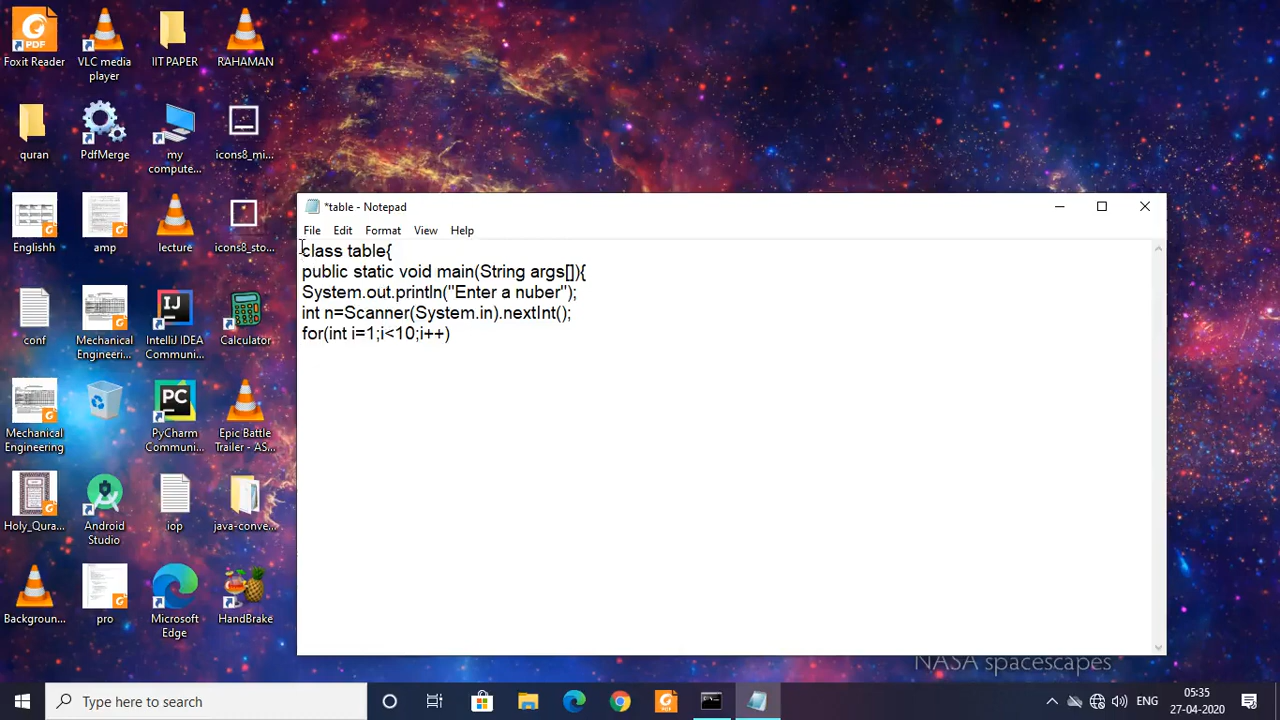 Foxit Reader
VLC media player
IIT PAPER
RAHAMAN
quran
PdfMerge
my compute...
icons8_mi...
Englishh
amp
lecture
icons8_sto...
conf
Mechanical Engineeri...
IntelliJ IDEA Communi...
Calculator
Mechanical Engineering
PyCharm Communi...
Epic Battle Trailer - AS...
Holy_Qura...
Android Studio
iop
java-conve...
Backgroun...
pro
Microsoft Edge
HandBrake
*table - Notepad
File Edit Format View Help
class table{
public static void main(String args[]){
System.out.println("Enter a nuber");
int n=Scanner(System.in).nextInt();
for(int i=1;i<10;i++)
NASA spacescapes
Type here to search
ENG
05:35
27-04-2020